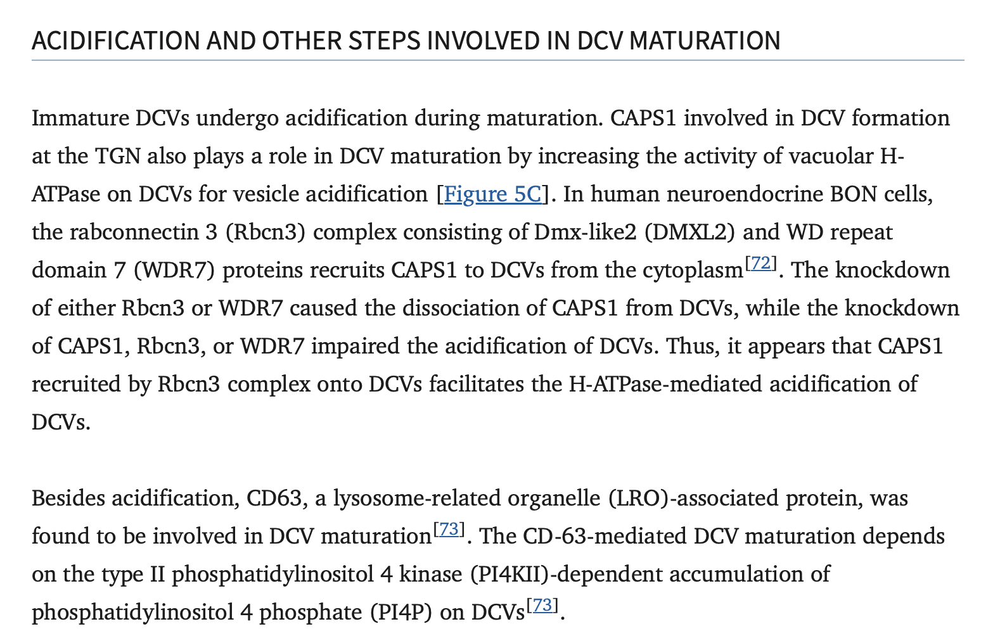 ACIDIFICATION AND OTHER STEPS INVOLVED IN DCV MATURATION
Immature DCVs undergo acidification during maturation. CAPS1 involved in DCV formation
at the TGN also plays a role in DCV maturation by increasing the activity of vacuolar H-
ATPase on DCVs for vesicle acidification [Figure 5C]. In human neuroendocrine BON cells,
the rabconnectin 3 (Rbcn3) complex consisting of Dmx-like2 (DMXL2) and WD repeat
domain 7 (WDR7) proteins recruits CAPS1 to DCVs from the cytoplasm[72]. The knockdown
of either Rbcn3 or WDR7 caused the dissociation of CAPS1 from DCVs, while the knockdown
of CAPS1, Rbcn3, or WDR7 impaired the acidification of DCVs. Thus, it appears that CAPS1
recruited by Rbcn3 complex onto DCVs facilitates the H-ATPase-mediated acidification of
DCVs.
Besides acidification, CD63, a lysosome-related organelle (LRO)-associated protein, was
found to be involved in DCV maturation[73]. The CD-63-mediated DCV maturation depends
on the type II phosphatidylinositol 4 kinase (PI4KII)-dependent accumulation of
phosphatidylinositol 4 phosphate (PI4P) on DCVs[73].